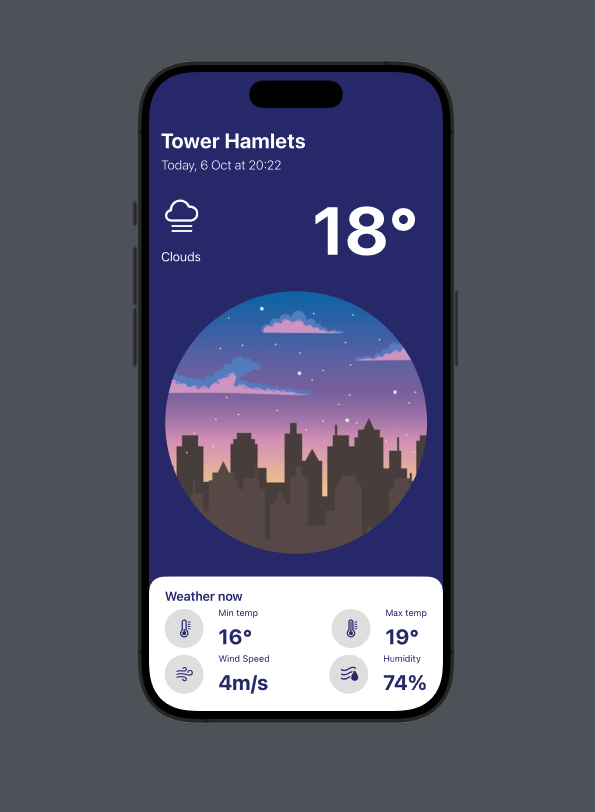 Tower Hamlets
Today, 6 Oct at 20:22
18°
Clouds
Weather now
Min temp
16°
Max temp
19°
Wind Speed
4m/s
Humidity
74%